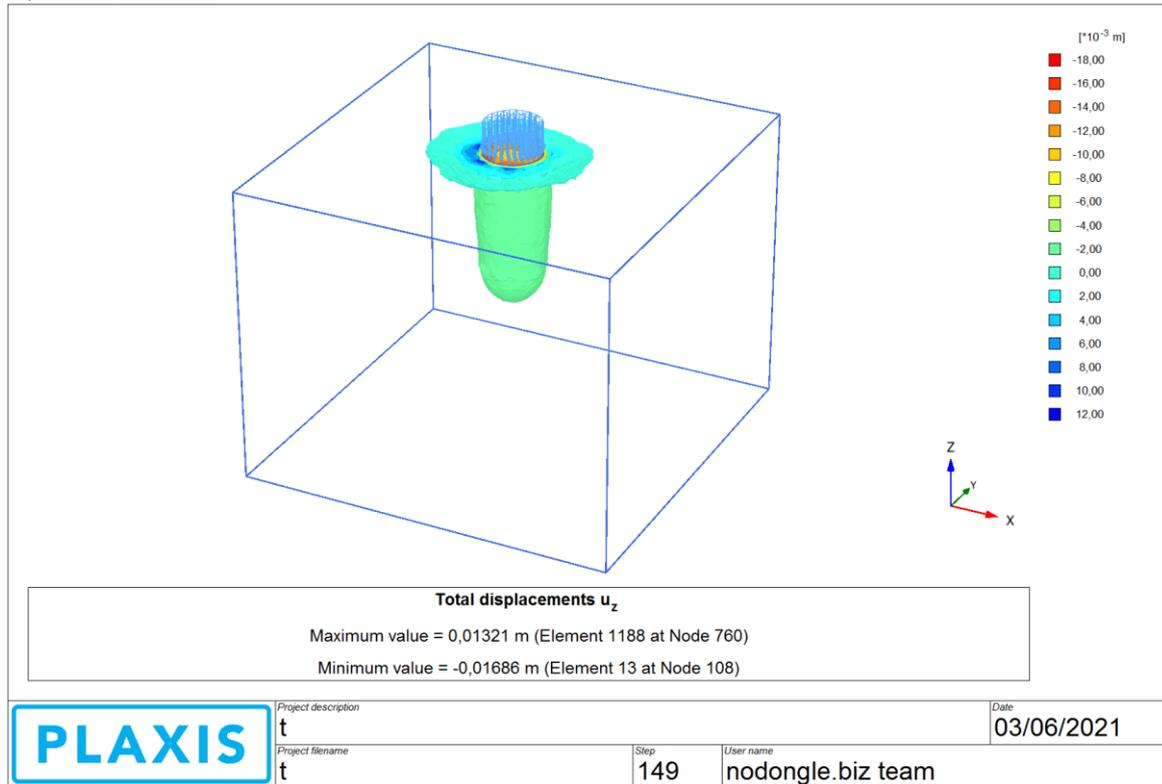 [*10-3 m]
-18,00
-16,00
-14,00
-12,00
-10,00
-8,00
-6,00
-4,00
-2,00
0,00
2,00
4,00
6,00
8,00
10,00
12,00
Z
Y
X
Total displacements uz
Maximum value = 0,01321 m (Element 1188 at Node 760)
Minimum value = -0,01686 m (Element 13 at Node 108)
PLAXIS
Project description
t
Date
03/06/2021
Project filename
t
Step
149
User name
nodongle.biz team